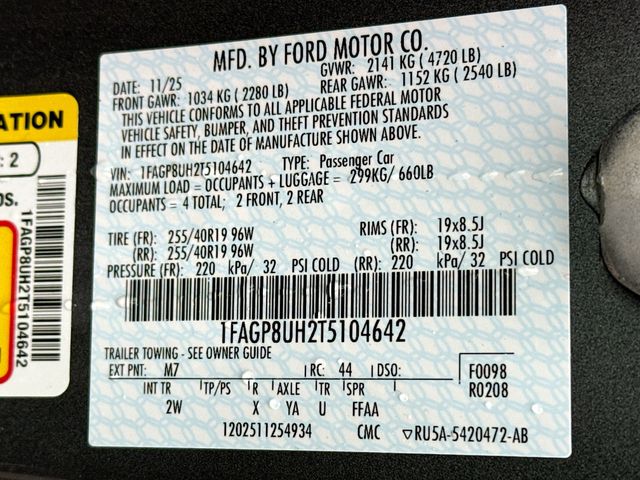 MFD. BY FORD MOTOR CO.
DATE: 11/25
GVWR: 2141 KG ( 4720 LB)
FRONT GAWR: 1034 KG ( 2280 LB)
REAR GAWR: 1152 KG ( 2540 LB)
THIS VEHICLE CONFORMS TO ALL APPLICABLE FEDERAL MOTOR
VEHICLE SAFETY, BUMPER, AND THEFT PREVENTION STANDARDS
IN EFFECT ON THE DATE OF MANUFACTURE SHOWN ABOVE.
VIN: 1FAGP8UH2T5104642 TYPE: Passenger Car
MAXIMUM LOAD = OCCUPANTS + LUGGAGE = 299KG/ 660LB
OCCUPANTS = 4 TOTAL; 2 FRONT, 2 REAR
TIRE (FR): 255/40R19 96W RIMS (FR): 19x8.5J
(RR): 255/40R19 96W (RR): 19x8.5J
PRESSURE (FR): 220 kPa/ 32 PSI COLD (RR): 220 kPa/ 32 PSI COLD
1FAGP8UH2T5104642
TRAILER TOWING - SEE OWNER GUIDE
EXT PNT: M7 RC: 44 DSO: F0098
INT TR TP/PS R AXLE TR SPR R0208
2W X YA U FFAA
1202511254934 CMC ▽RU5A-5420472-AB
ATION
: 2
os.
1FAGP8UH2T5104642